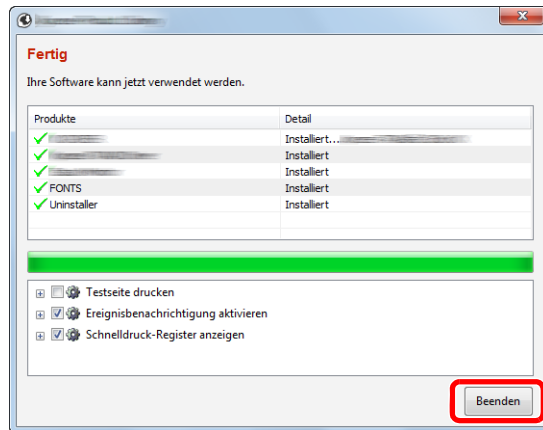 Fertig
Ihre Software kann jetzt verwendet werden.
Produkte Detail
Installiert...
Installiert
Installiert
FONTS Installiert
Uninstaller Installiert
Testseite drucken
Ereignisbenachrichtigung aktivieren
Schnelldruck-Register anzeigen
Beenden